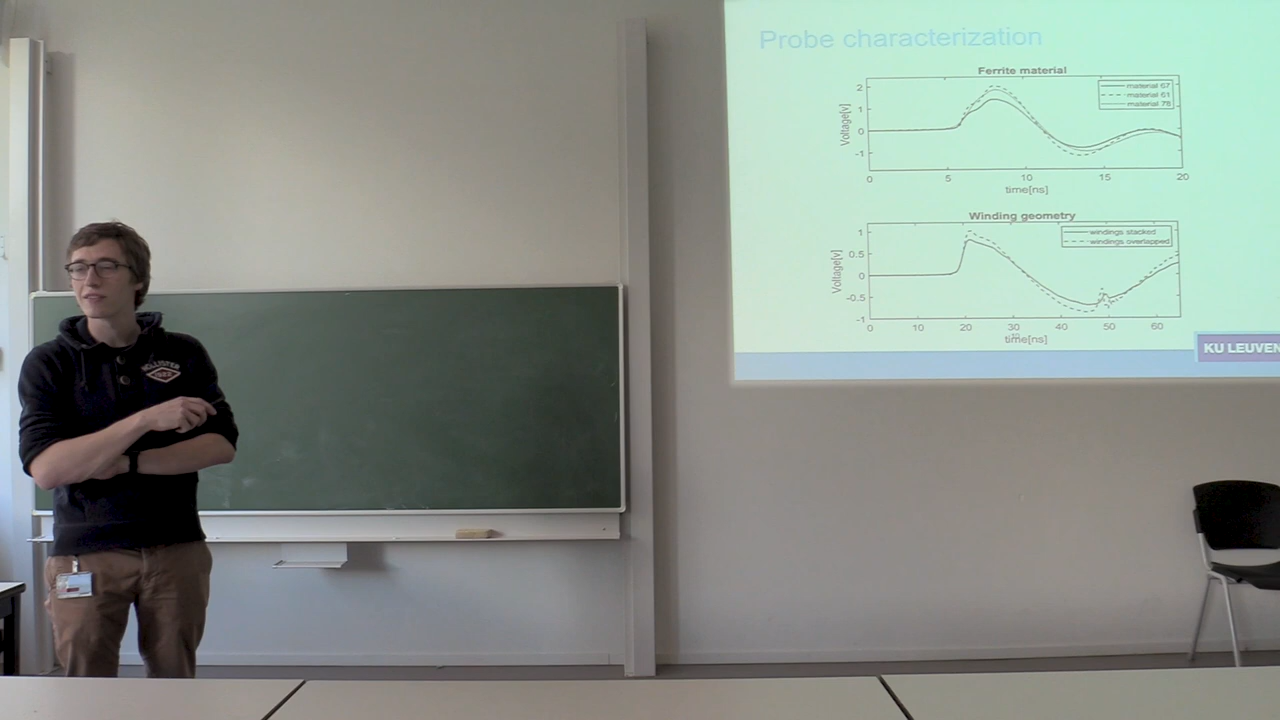 Probe characterization
Ferrite material
material 67
material 61
material 78
2
1
0
-1
Voltage[v]
0 5 10 15 20
time[ns]
Winding geometry
windings stacked
windings overlapped
1
0.5
0
-0.5
-1
Voltage[v]
0 10 20 30 40 50 60
time[ns]
KU LEUVEN
HOLLISTER